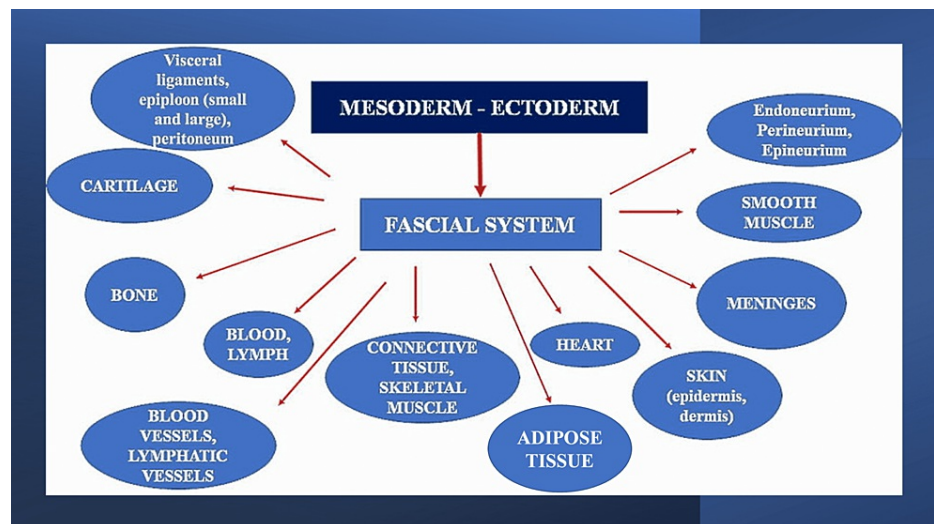 MESODERM - ECTODERM
FASCIAL SYSTEM
Visceral
ligaments,
epiploon (small
and large),
peritoneum
CARTILAGE
BONE
BLOOD,
LYMPH
BLOOD
VESSELS,
LYMPHATIC
VESSELS
CONNECTIVE
TISSUE,
SKELETAL
MUSCLE
ADIPOSE
TISSUE
HEART
SKIN
(epidermis,
dermis)
MENINGES
SMOOTH
MUSCLE
Endoneurium,
Perineurium,
Epineurium